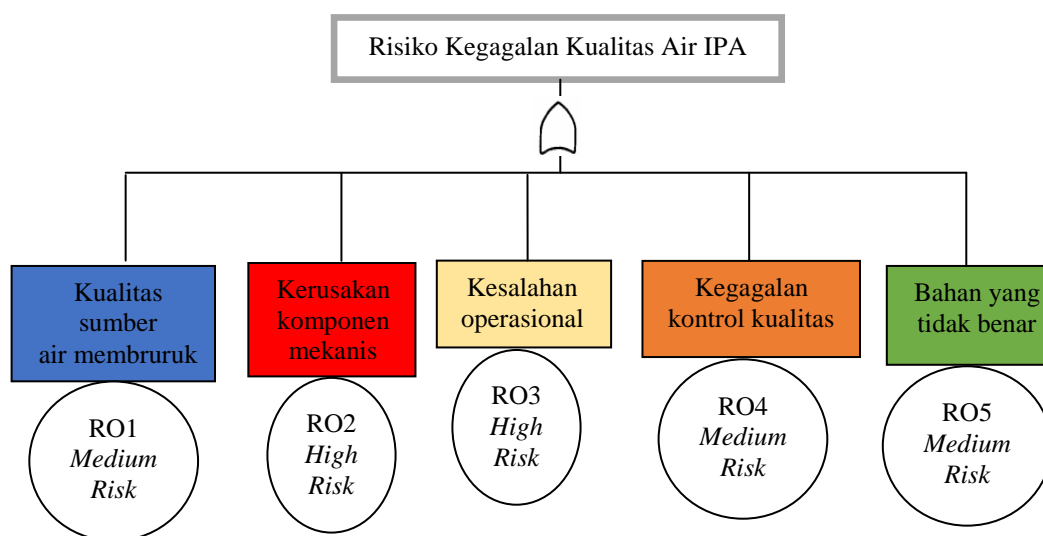 Risiko Kegagalan Kualitas Air IPA
Kualitas
sumber
air membruruk
Kerusakan
komponen
mekanis
Kesalahan
operasional
Kegagalan
kontrol kualitas
Bahan yang
tidak benar
RO1
Medium
Risk
RO2
High
Risk
RO3
High
Risk
RO4
Medium
Risk
RO5
Medium
Risk